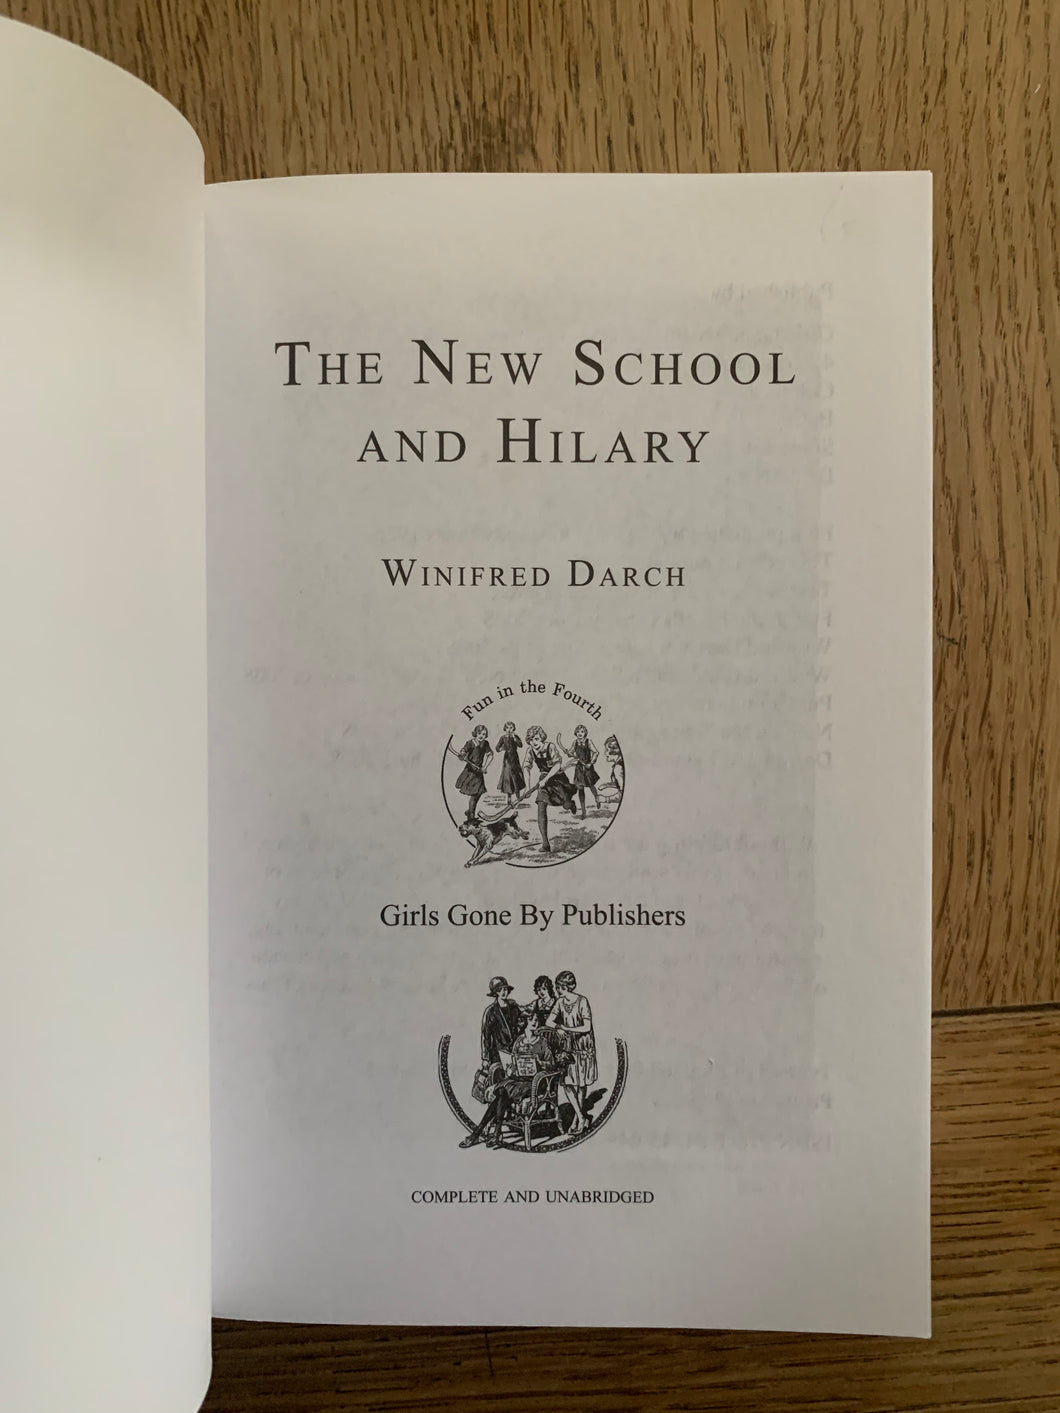 THE NEW SCHOOL
AND HILARY
WINIFRED DARCH
Fun in the Fourth
Girls Gone By Publishers
COMPLETE AND UNABRIDGED